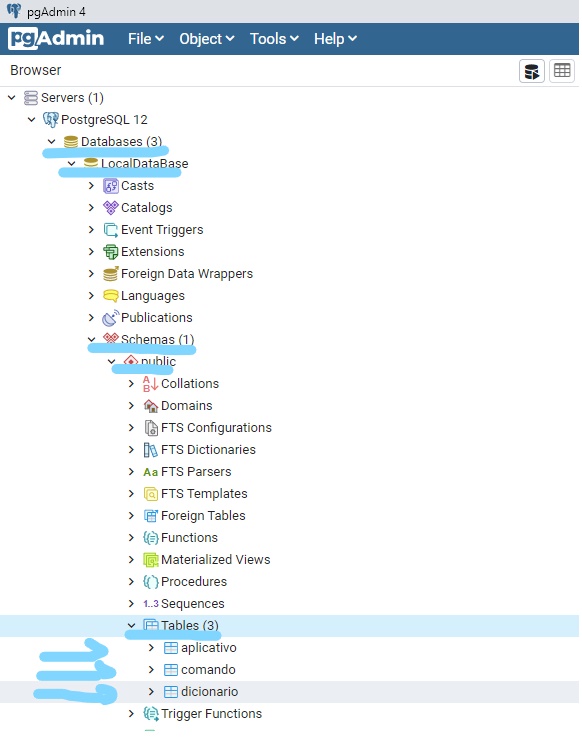 pgAdmin 4
pgAdmin File Object Tools Help
Browser
Servers (1)
PostgreSQL 12
Databases (3)
LocalDataBase
Casts
Catalogs
Event Triggers
Extensions
Foreign Data Wrappers
Languages
Publications
Schemas (1)
public
Collations
Domains
FTS Configurations
FTS Dictionaries
Aa FTS Parsers
FTS Templates
Foreign Tables
Functions
Materialized Views
Procedures
1..3 Sequences
Tables (3)
aplicativo
comando
dicionario
Trigger Functions